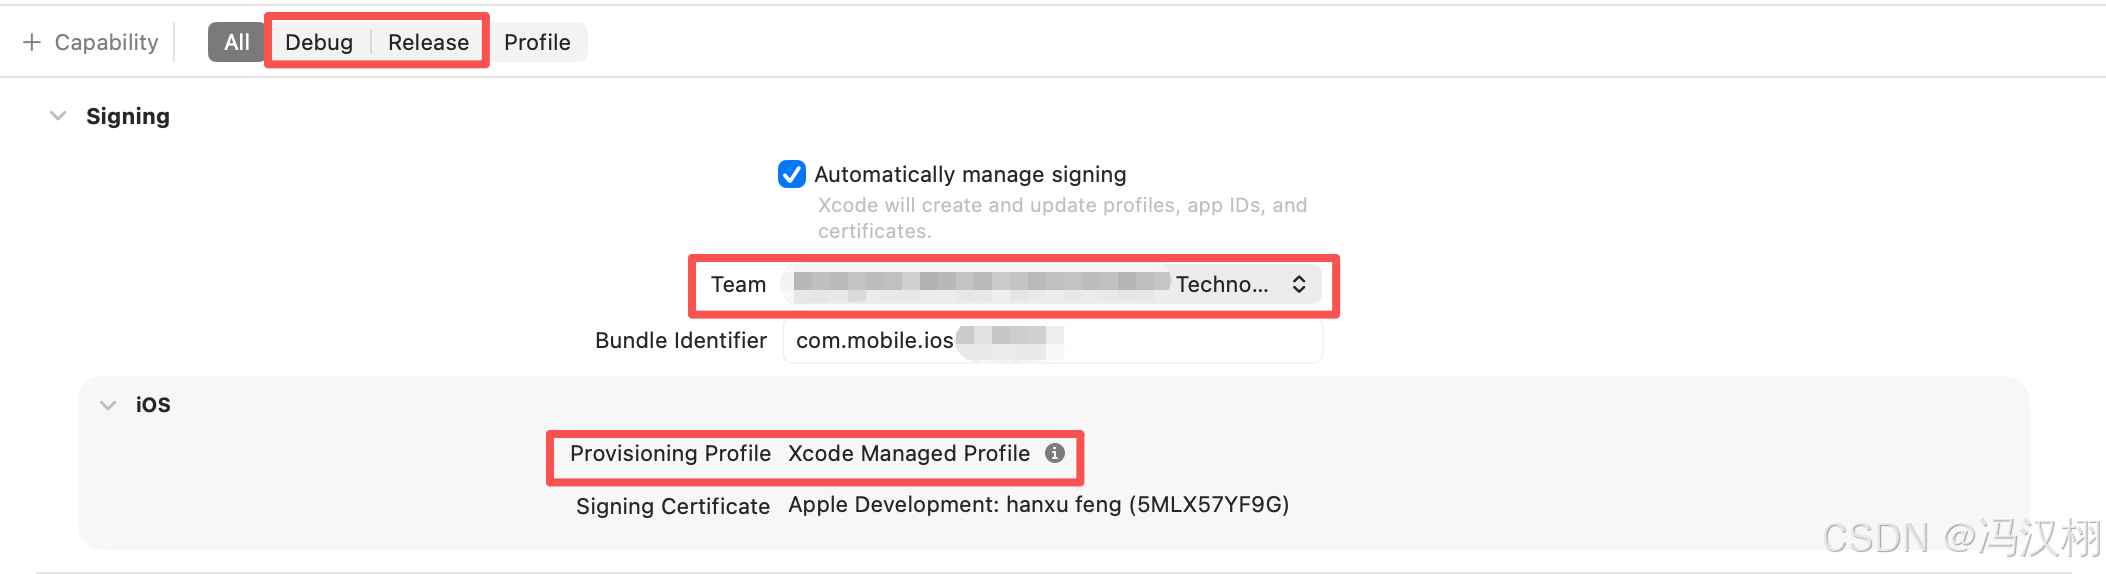 + Capability All Debug Release Profile
Signing
Automatically manage signing
Xcode will create and update profiles, app IDs, and
certificates.
Team Techno...
Bundle Identifier com.mobile.ios
iOS
Provisioning Profile Xcode Managed Profile
Signing Certificate Apple Development: hanxu feng (5MLX57YF9G)
CSDN @冯汉栩